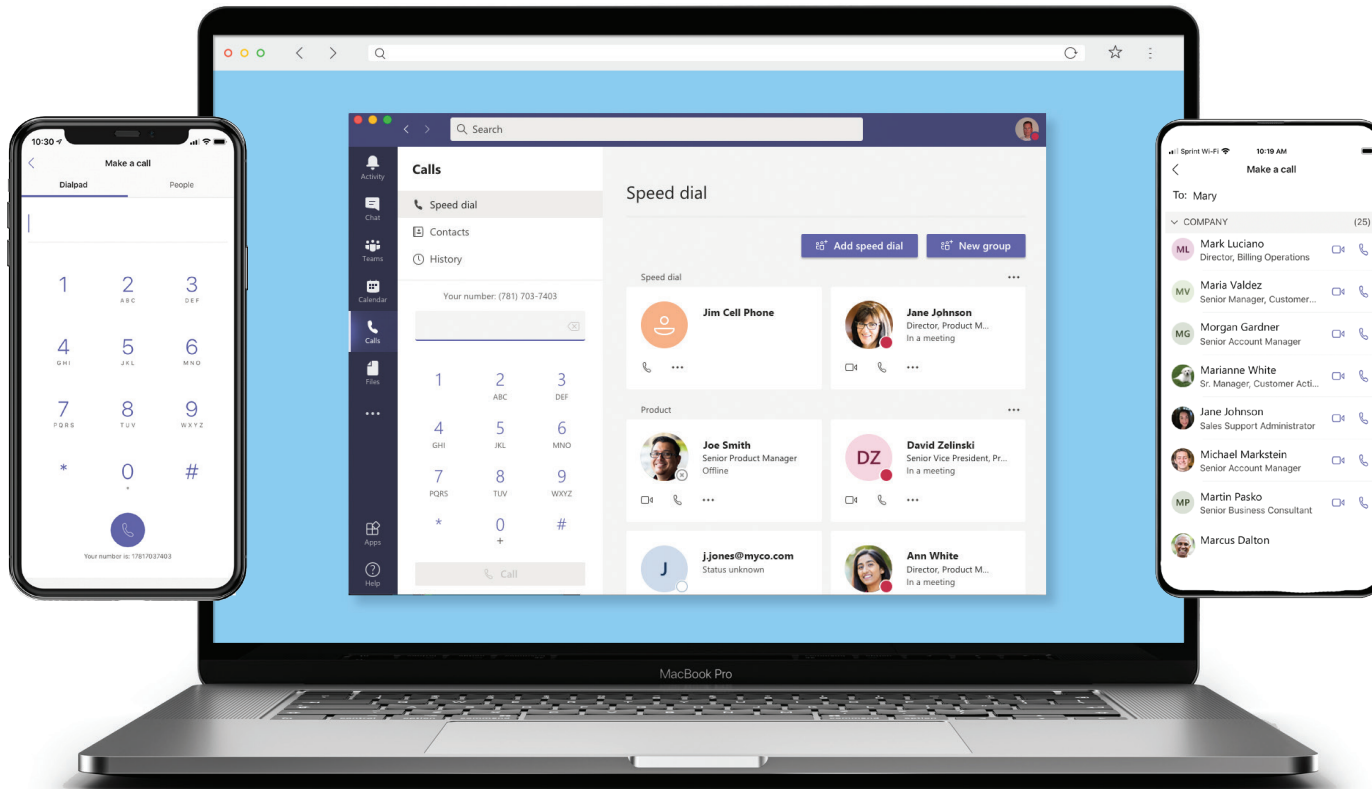 10:30
Make a call
Dialpad
People
1
2
ABC
3
DEF
4
GHI
5
JKL
6
MNO
7
PQRS
8
TUV
9
WXYZ
*
0
+
#
Your number is: 17817037403
Search
Activity
Chat
Teams
Calendar
Calls
Files
Apps
Help
Calls
Speed dial
Contacts
History
Your number: (781) 703-7403
1
2
ABC
3
DEF
4
GHI
5
JKL
6
MNO
7
PQRS
8
TUV
9
WXYZ
*
0
+
#
Call
Speed dial
Add speed dial
New group
Speed dial
Jim Cell Phone
Jane Johnson
Director, Product M...
In a meeting
Product
Joe Smith
Senior Product Manager
Offline
DZ
David Zelinski
Senior Vice President, Pr...
In a meeting
J
j.jones@myco.com
Status unknown
Ann White
Director, Product M...
In a meeting
MacBook Pro
Sprint Wi-Fi 10:19 AM
Make a call
To: Mary
COMPANY (25)
ML
Mark Luciano
Director, Billing Operations
MV
Maria Valdez
Senior Manager, Customer...
MG
Morgan Gardner
Senior Account Manager
Marianne White
Sr. Manager, Customer Acti...
Jane Johnson
Sales Support Administrator
Michael Markstein
Senior Account Manager
MP
Martin Pasko
Senior Business Consultant
Marcus Dalton